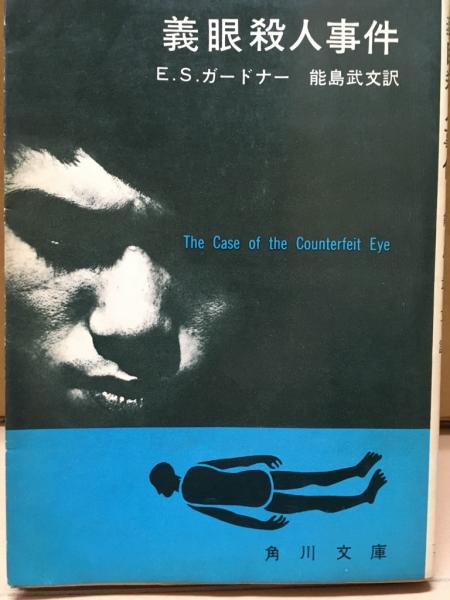 義眼殺人事件
E.S.ガードナー 能島武文訳
The Case of the Counterfeit Eye
角川文庫